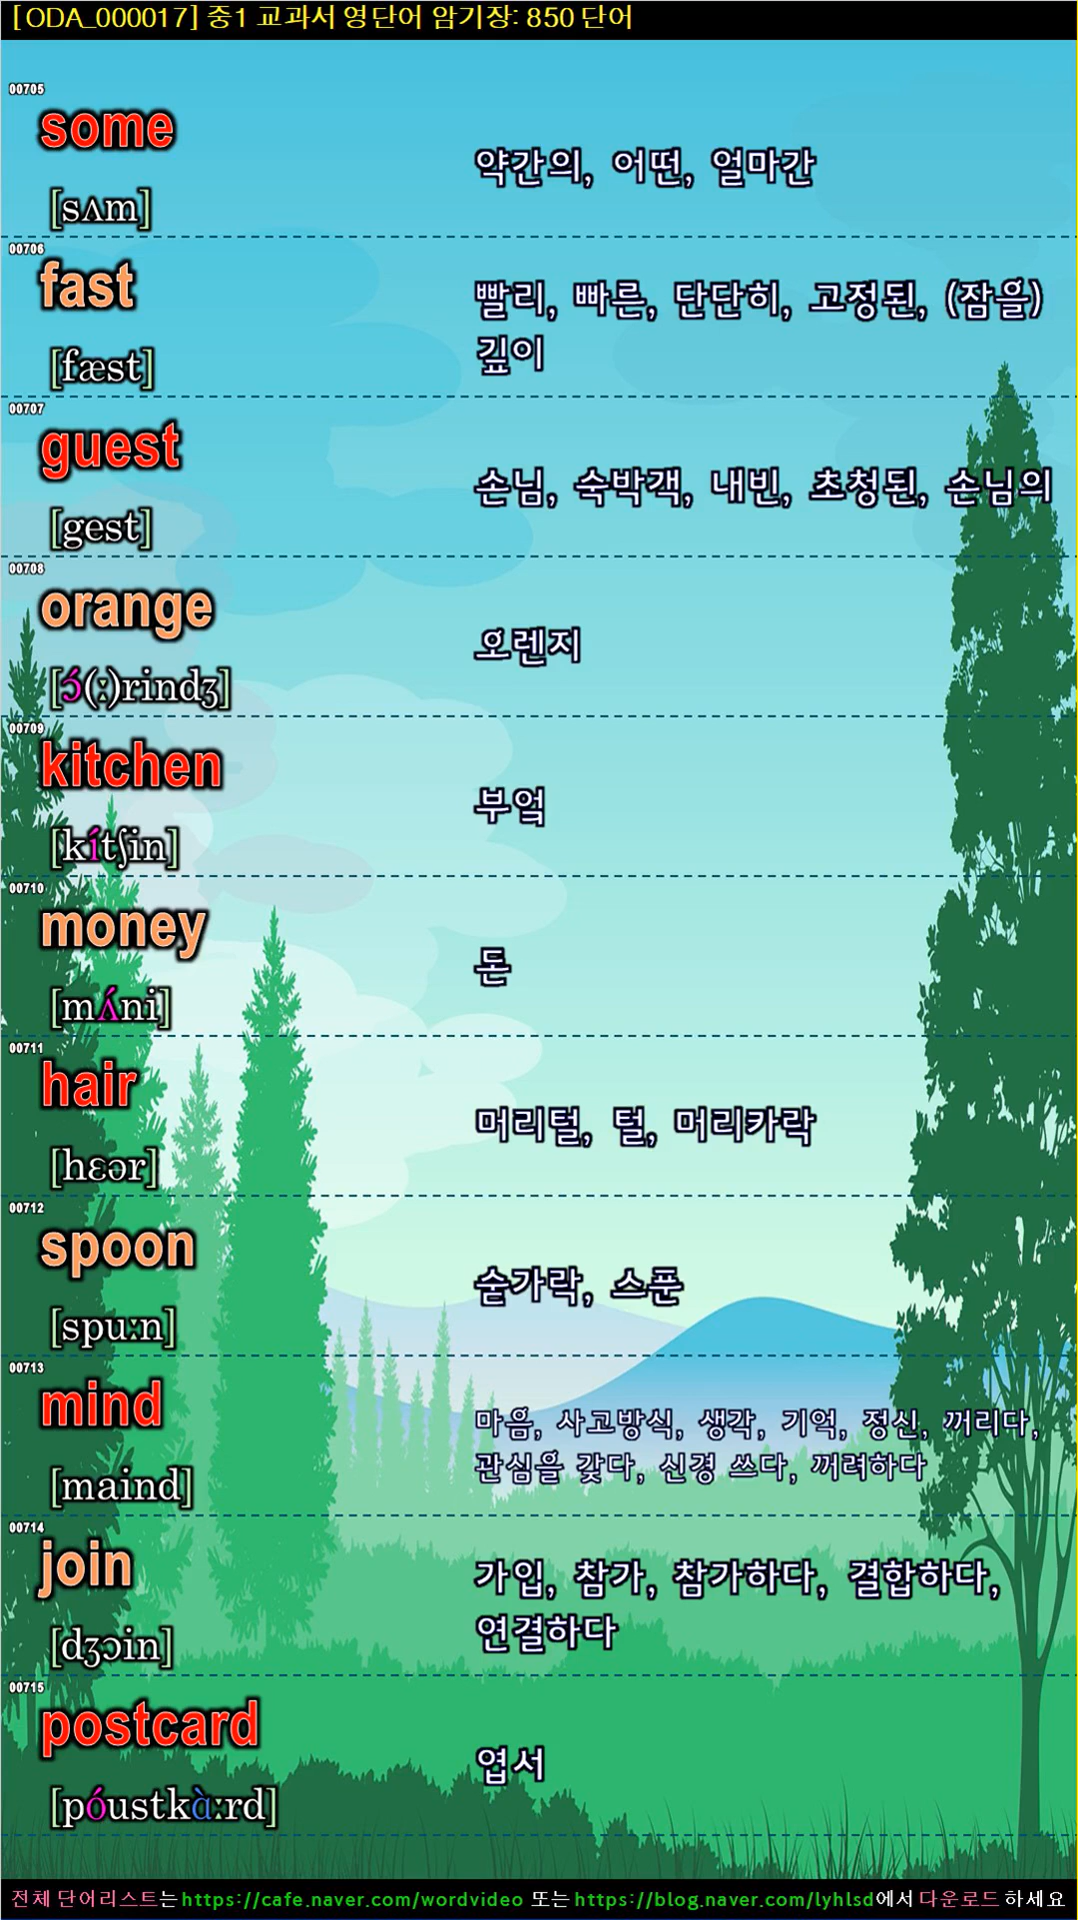 [ODA_000017] 중1 교과서 영단어 암기장: 850 단어
00705
some
약간의, 어떤, 얼마간
[sʌm]
00706
fast
빨리, 빠른, 단단히, 고정된, (잠을)
깊이
[fæst]
00707
guest
손님, 숙박객, 내빈, 초청된, 손님의
[gest]
00708
orange
오렌지
[ɔ́(ː)rindʒ]
00709
kitchen
부엌
[kítʃin]
00710
money
돈
[mʌ́ni]
00711
hair
머리털, 털, 머리카락
[hɛər]
00712
spoon
숟가락, 스푼
[spuːn]
00713
mind
마음, 사고방식, 생각, 기억, 정신, 꺼리다,
관심을 갖다, 신경 쓰다, 꺼려하다
[maind]
00714
join
가입, 참가, 참가하다, 결합하다,
연결하다
[dʒɔin]
00715
postcard
엽서
[póustkὰːrd]
전체 단어리스트는 https://cafe.naver.com/wordvideo 또는 https://blog.naver.com/lyhlsd에서 다운로드 하세요